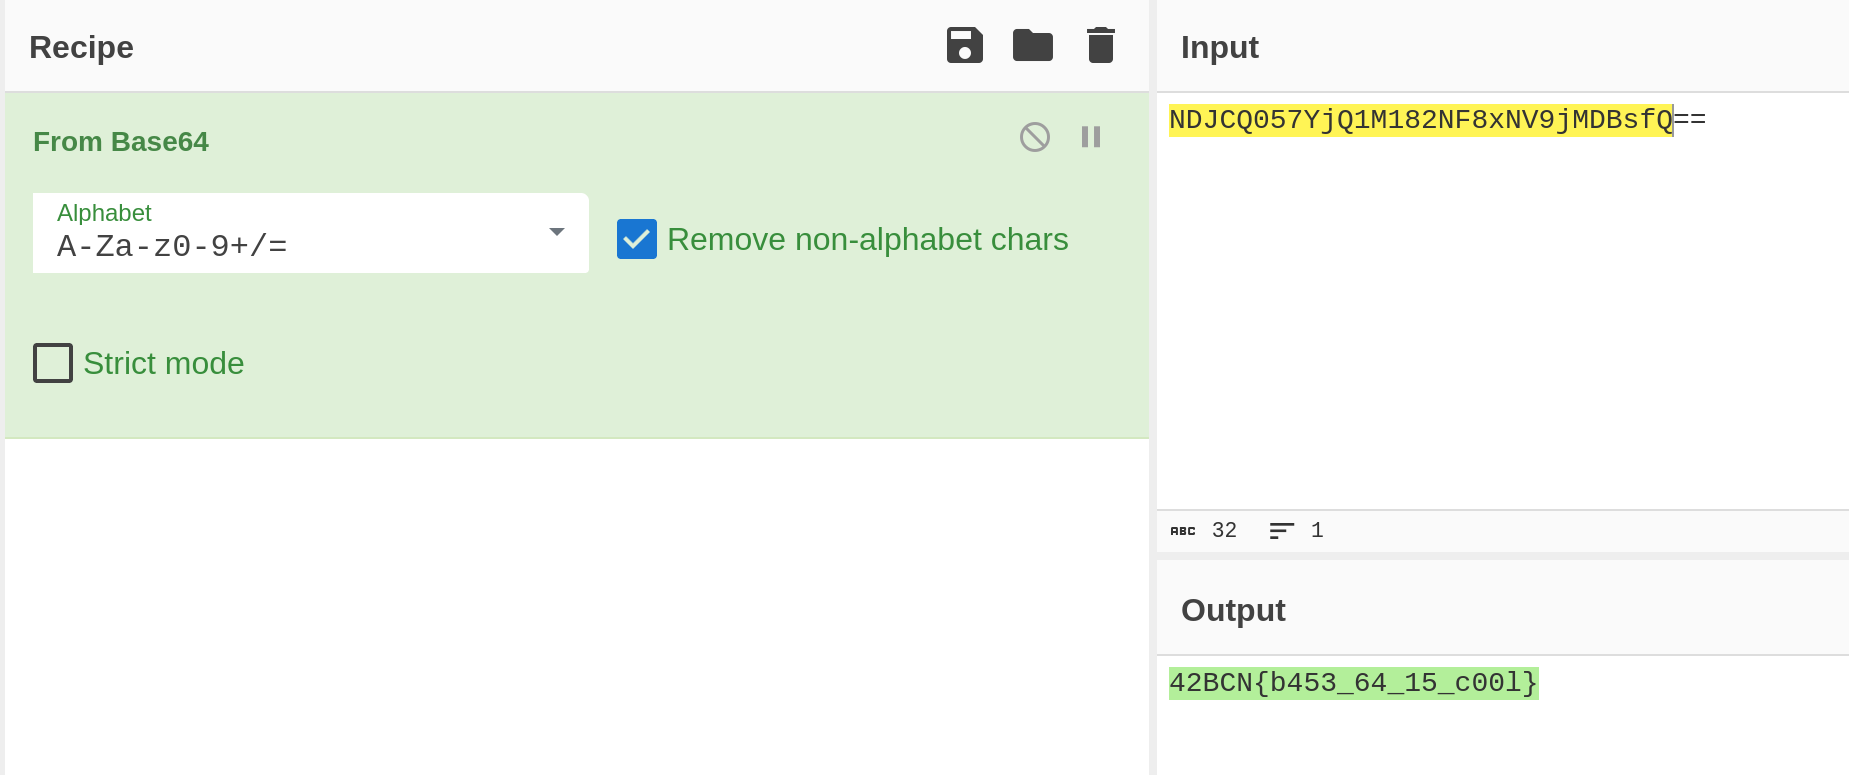 Recipe
From Base64
Alphabet
A-Za-z0-9+/=
Remove non-alphabet chars
Strict mode
Input
NDJCQ057YjQ1M182NF8xNV9jMDBsfQ==
ABC 32 1
Output
42BCN{b453_64_15_c00l}